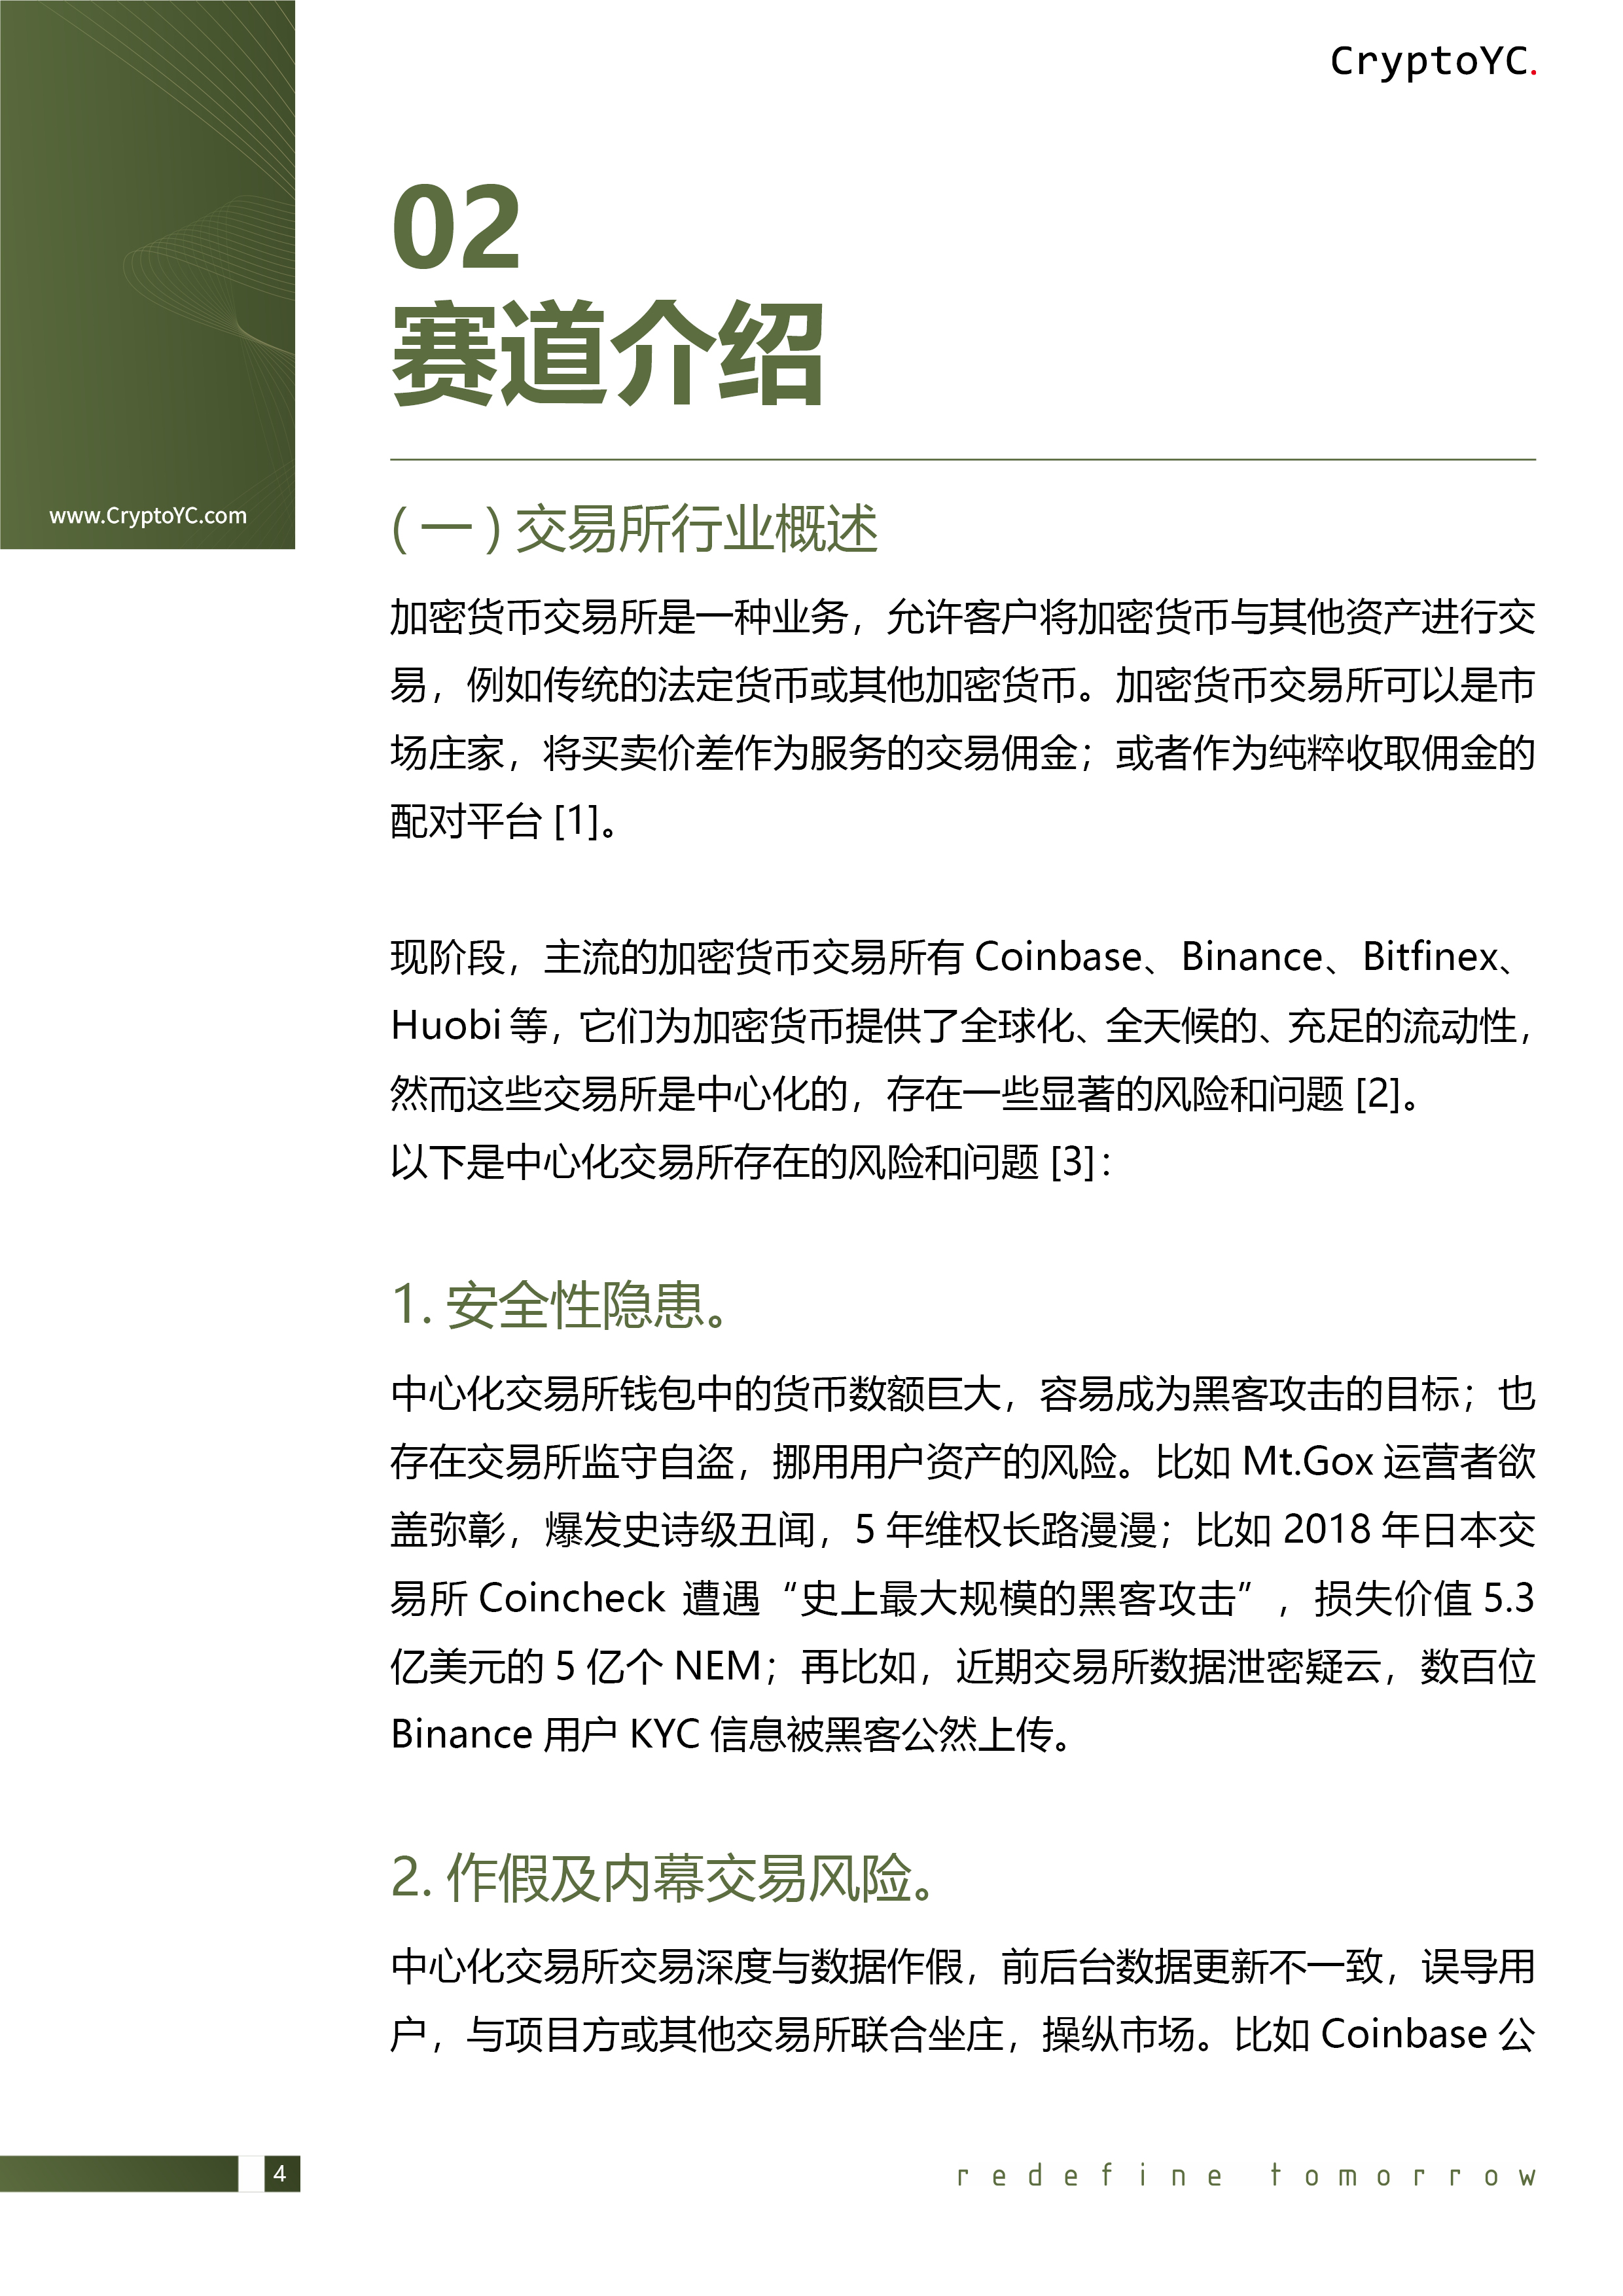 CryptoYC.
www.CryptoYC.com
02
赛道介绍
(一)交易所行业概述
加密货币交易所是一种业务，允许客户将加密货币与其他资产进行交
易，例如传统的法定货币或其他加密货币。加密货币交易所可以是市
场庄家，将买卖价差作为服务的交易佣金；或者作为纯粹收取佣金的
配对平台 [1]。
现阶段，主流的加密货币交易所有 Coinbase、Binance、Bitfinex、
Huobi 等，它们为加密货币提供了全球化、全天候的、充足的流动性，
然而这些交易所是中心化的，存在一些显著的风险和问题 [2]。
以下是中心化交易所存在的风险和问题 [3]：
1. 安全性隐患。
中心化交易所钱包中的货币数额巨大，容易成为黑客攻击的目标；也
存在交易所监守自盗，挪用用户资产的风险。比如 Mt.Gox 运营者欲
盖弥彰，爆发史诗级丑闻，5 年维权长路漫漫；比如 2018 年日本交
易所 Coincheck 遭遇“史上最大规模的黑客攻击”，损失价值 5.3
亿美元的 5 亿个 NEM；再比如，近期交易所数据泄密疑云，数百位
Binance 用户 KYC 信息被黑客公然上传。
2. 作假及内幕交易风险。
中心化交易所交易深度与数据作假，前后台数据更新不一致，误导用
户，与项目方或其他交易所联合坐庄，操纵市场。比如 Coinbase 公
4
redefine tomorrow